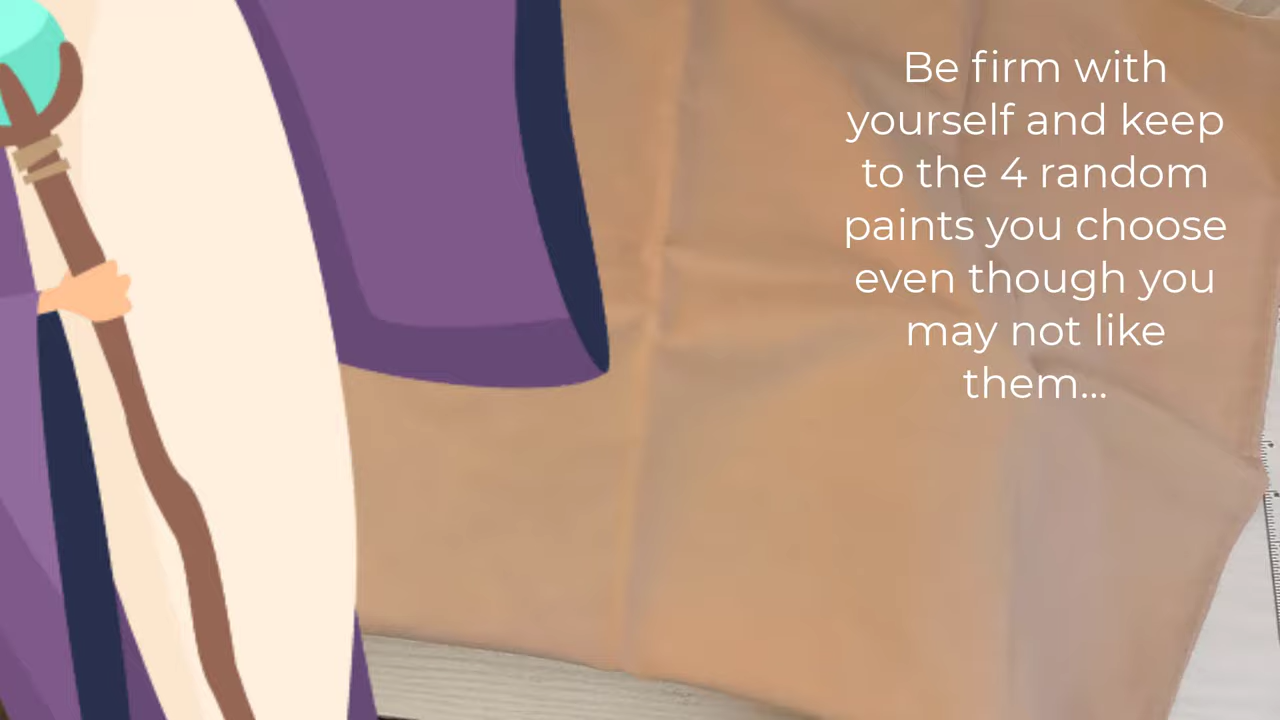 Be firm with
yourself and keep
to the 4 random
paints you choose
even though you
may not like
them...